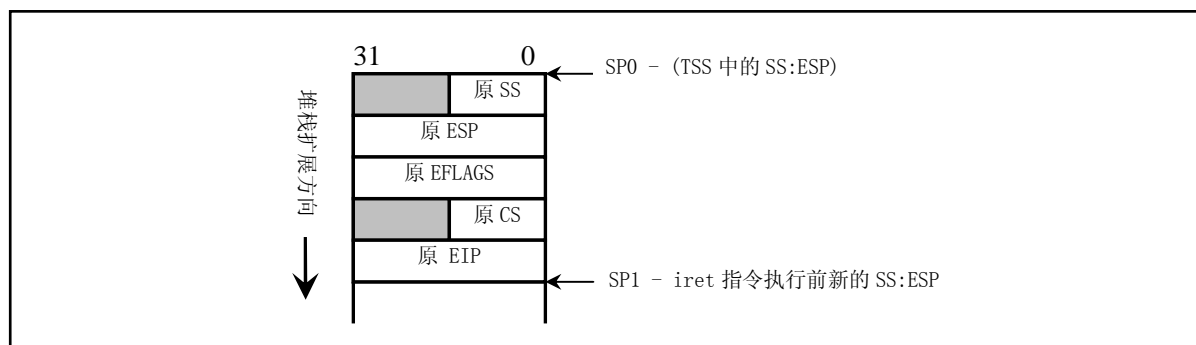 31 0
SP0 - (TSS 中的 SS:ESP)
原 SS
原 ESP
原 EFLAGS
原 CS
原 EIP
SP1 - iret 指令执行前新的 SS:ESP
堆栈扩展方向